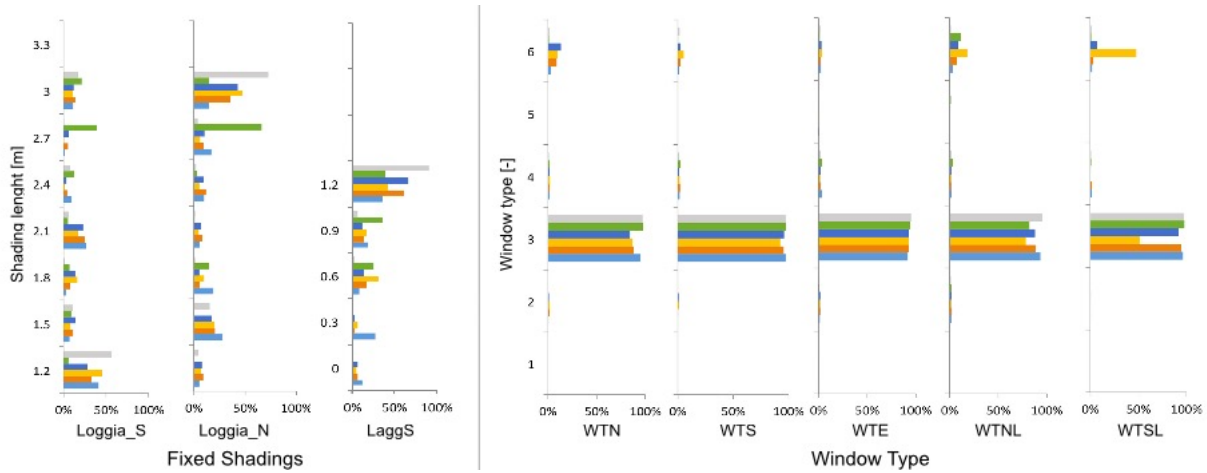 Shading lenght [m]
3.3
3
2.7
2.4
2.1
1.8
1.5
1.2
0% 100%
Loggia_S
0% 50% 100%
Loggia_N
1.2
0.9
0.6
0.3
0
0% 100%
LaggS
Fixed Shadings
Window type [-]
6
5
4
3
2
1
0% 50% 100%
WTN
0% 50% 100%
WTS
0% 50% 100%
WTE
0% 50% 100%
WTNL
0% 50% 100%
WTSL
Window Type